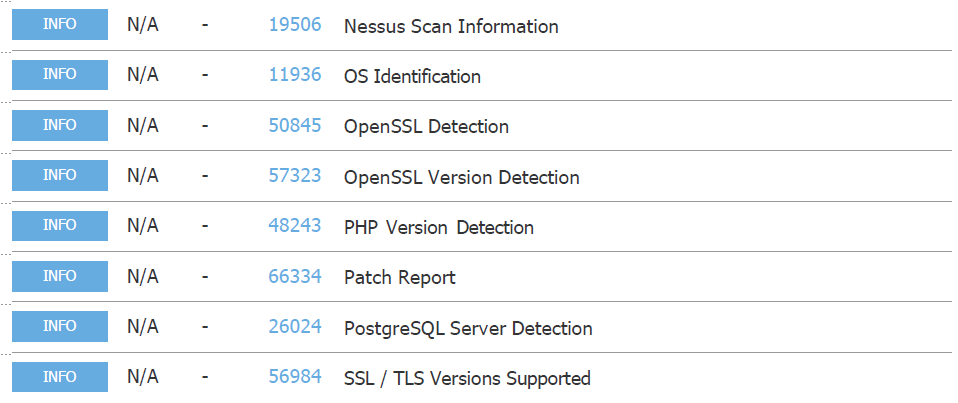 INFO N/A - 19506 Nessus Scan Information
INFO N/A - 11936 OS Identification
INFO N/A - 50845 OpenSSL Detection
INFO N/A - 57323 OpenSSL Version Detection
INFO N/A - 48243 PHP Version Detection
INFO N/A - 66334 Patch Report
INFO N/A - 26024 PostgreSQL Server Detection
INFO N/A - 56984 SSL / TLS Versions Supported